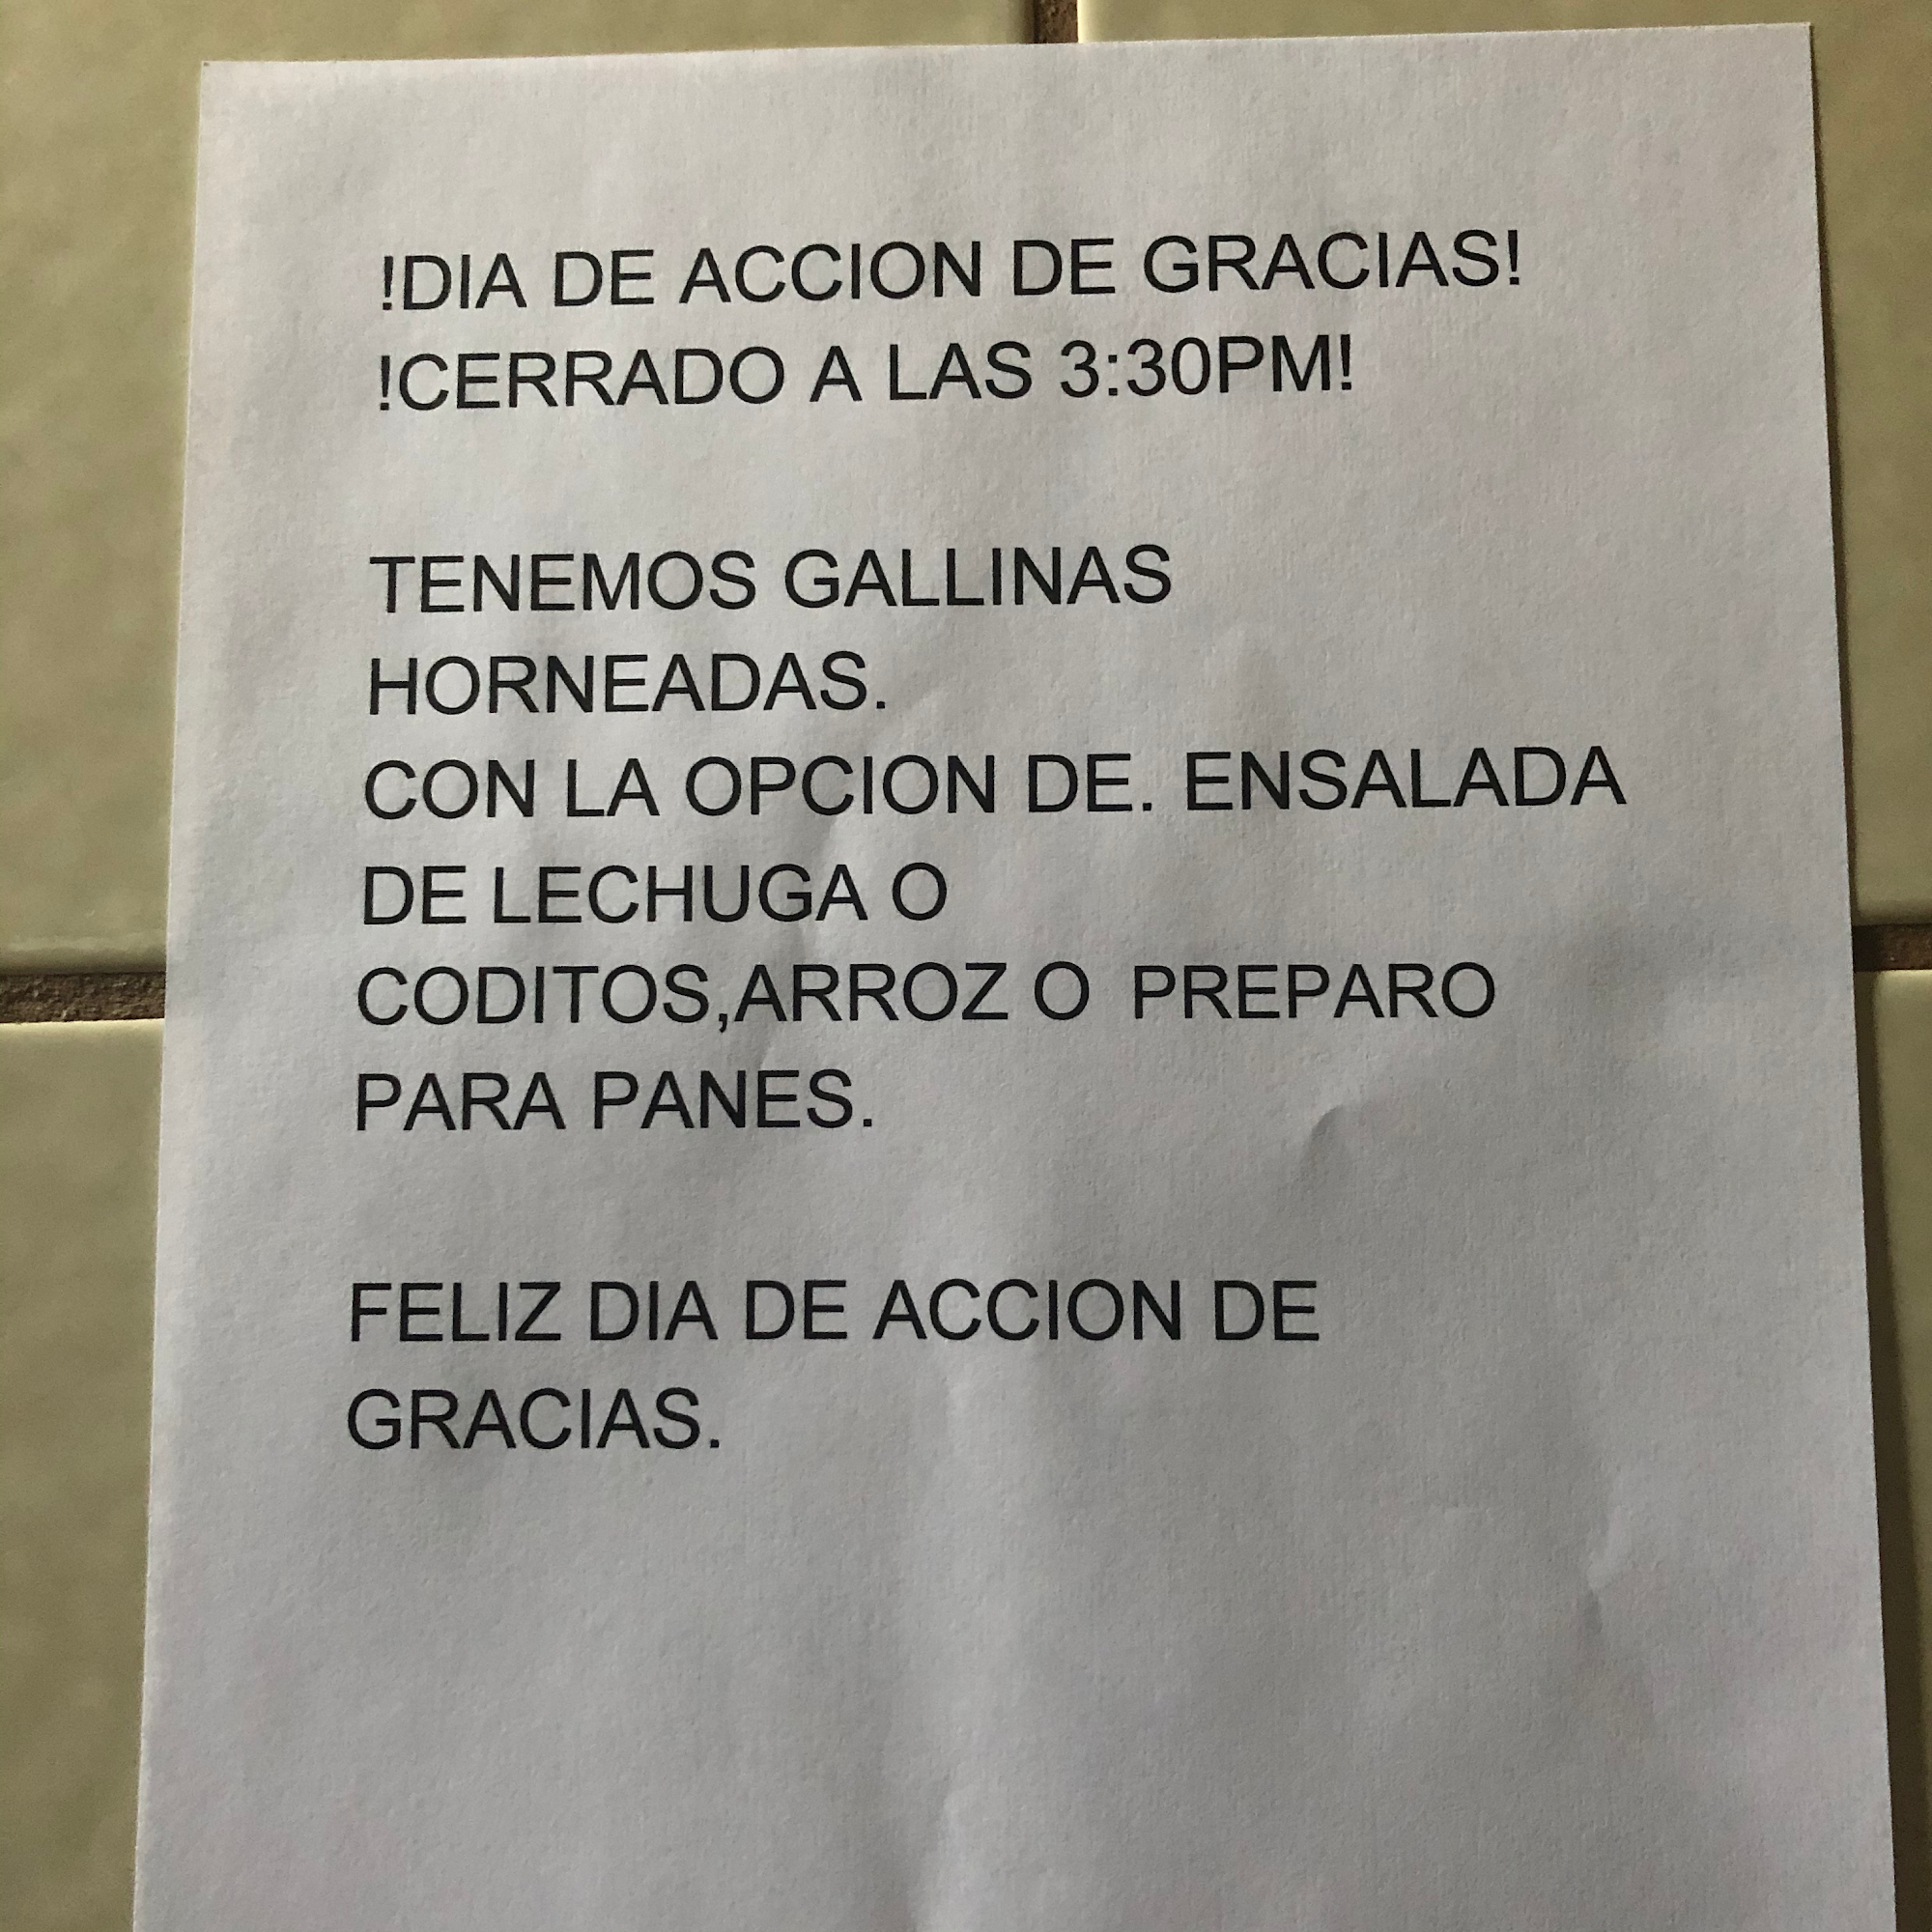 !DIA DE ACCION DE GRACIAS!
!CERRADO A LAS 3:30PM!
TENEMOS GALLINAS
HORNEADAS.
CON LA OPCION DE. ENSALADA
DE LECHUGA O
CODITOS,ARROZ O PREPARO
PARA PANES.
FELIZ DIA DE ACCION DE
GRACIAS.